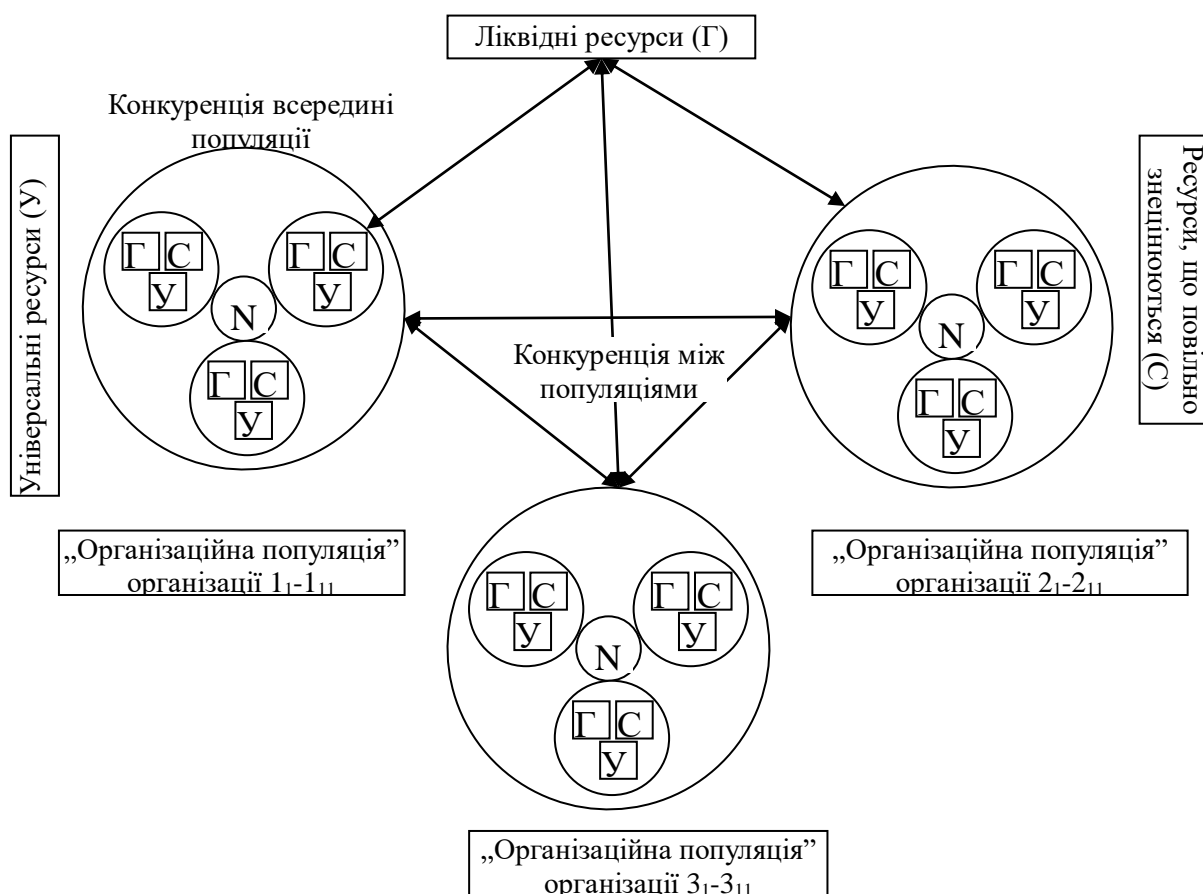 Ліквідні ресурси (Г)
Конкуренція всередині
популяції
Універсальні ресурси (У)
Ресурси, що повільно
знецінюються (С)
Г С
У
Г С
У
N
Г С
У
Г С
У
Г С
У
N
Г С
У
Конкуренція між
популяціями
„Організаційна популяція”
організації 1₁-1₁₁
„Організаційна популяція”
організації 2₁-2₁₁
Г С
У
Г С
У
N
Г С
У
„Організаційна популяція”
організації 3₁-3₁₁